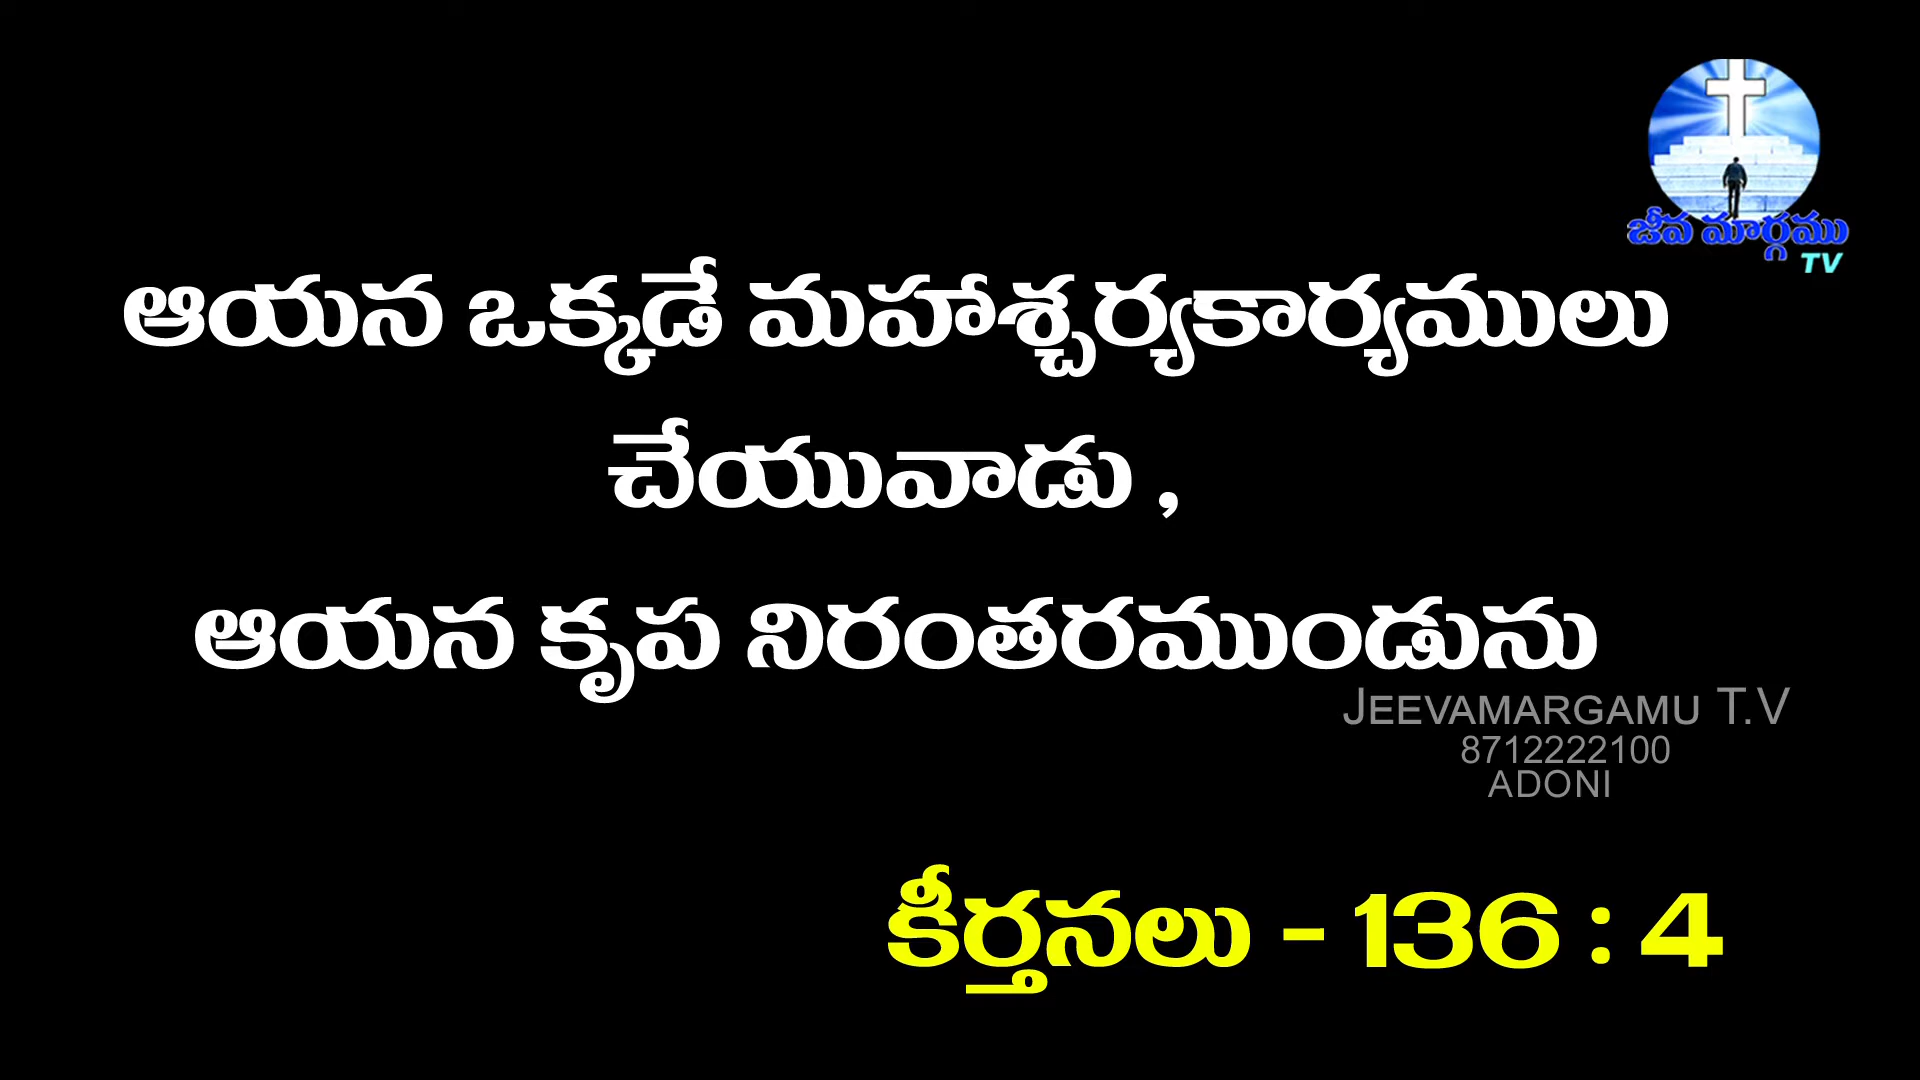 జీవ మార్గము
TV
ఆయన ఒక్కడే మహాశ్చర్యకార్యములు
చేయువాడు ,
ఆయన కృప నిరంతరముండును
JEEVAMARGAMU T.V
8712222100
ADONI
కీర్తనలు - 136 : 4